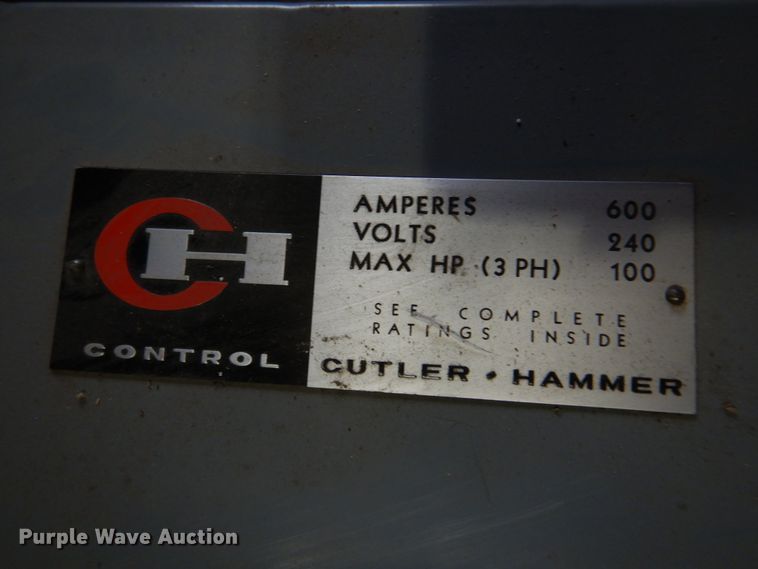 CH
CONTROL
AMPERES 600
VOLTS 240
MAX HP (3 PH) 100
SEE COMPLETE
RATINGS INSIDE
CUTLER • HAMMER
Purple Wave Auction